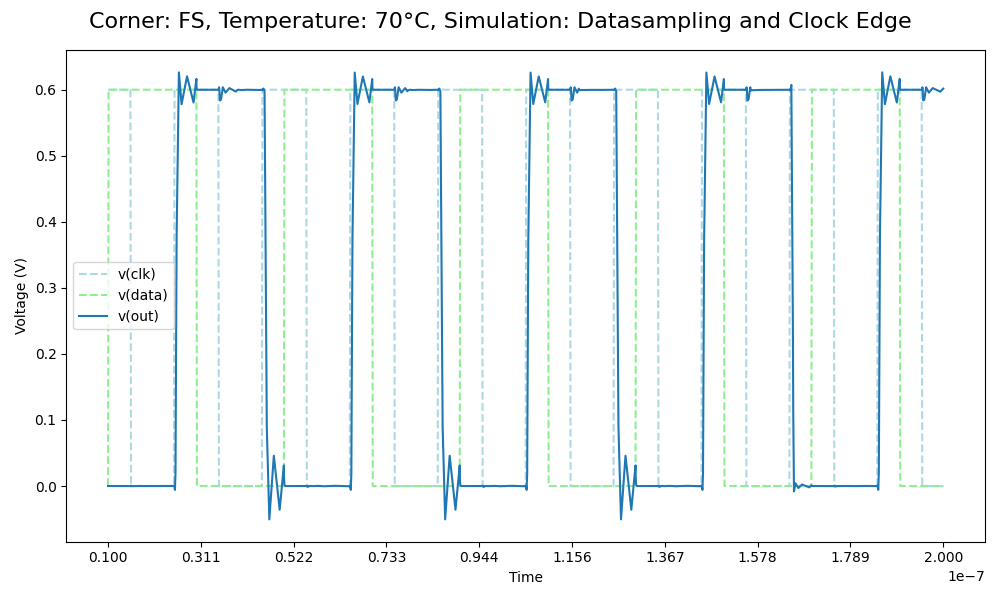 Corner: FS, Temperature: 70°C, Simulation: Datasampling and Clock Edge
Voltage (V)
0.6
0.5
0.4
0.3
0.2
0.1
0.0
v(clk)
v(data)
v(out)
0.100 0.311 0.522 0.733 0.944 1.156 1.367 1.578 1.789 2.000
Time
1e−7